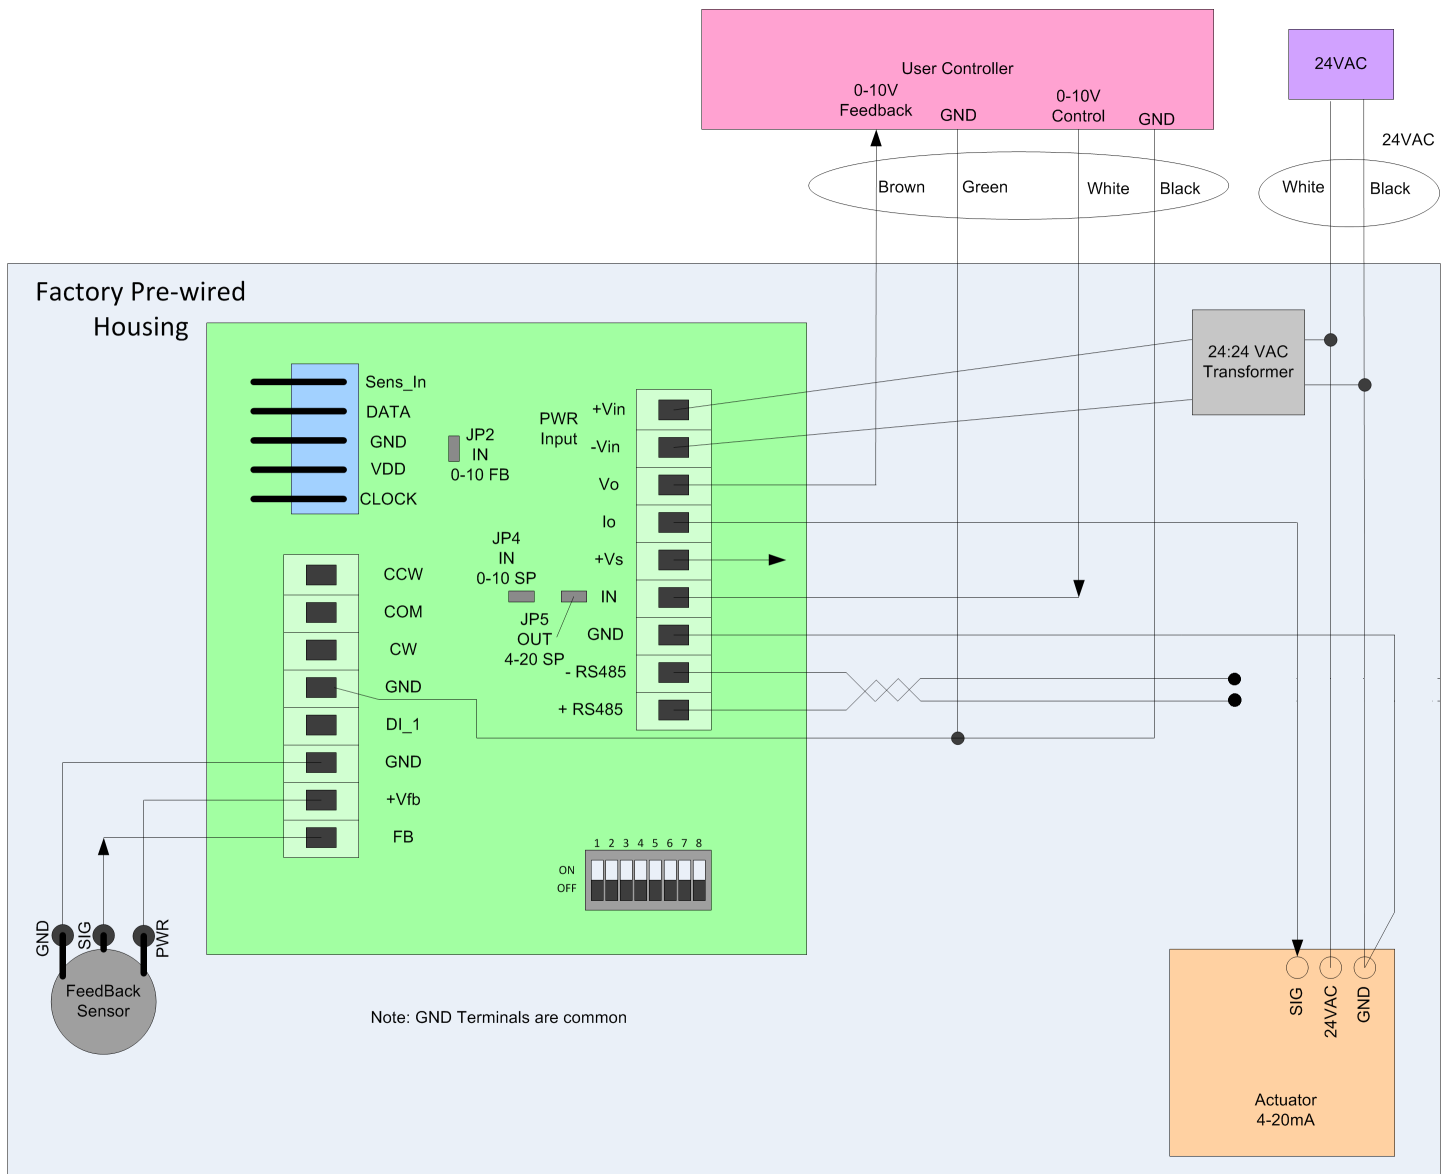 User Controller
0-10V
Feedback
GND
0-10V
Control
GND
24VAC
24VAC
Brown
Green
White
Black
White
Black
Factory Pre-wired
Housing
24:24 VAC
Transformer
Sens_In
DATA
GND
VDD
CLOCK
JP2
IN
0-10 FB
PWR
Input
+Vin
-Vin
Vo
Io
+Vs
IN
GND
- RS485
+ RS485
JP4
IN
0-10 SP
JP5
OUT
4-20 SP
CCW
COM
CW
GND
DI_1
GND
+Vfb
FB
1 2 3 4 5 6 7 8
ON
OFF
GND
SIG
PWR
FeedBack
Sensor
Note: GND Terminals are common
SIG
24VAC
GND
Actuator
4-20mA